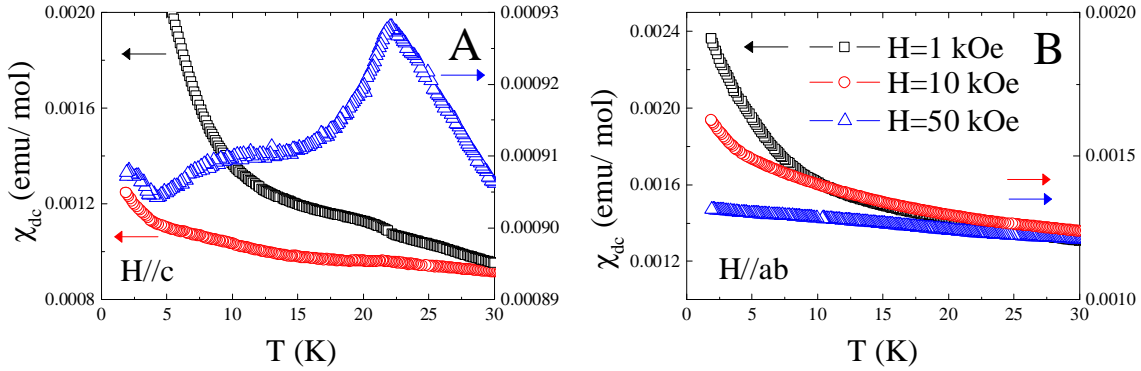 0.0020
0.0016
0.0012
0.0008
χdc (emu/ mol)
0 5 10 15 20 25 30
T (K)
0.00093
0.00092
0.00091
0.00090
0.00089
A
H//c
0.0024
0.0020
0.0016
0.0012
χdc (emu/ mol)
0 5 10 15 20 25 30
T (K)
0.0020
0.0015
0.0010
B
H=1 kOe
H=10 kOe
H=50 kOe
H//ab